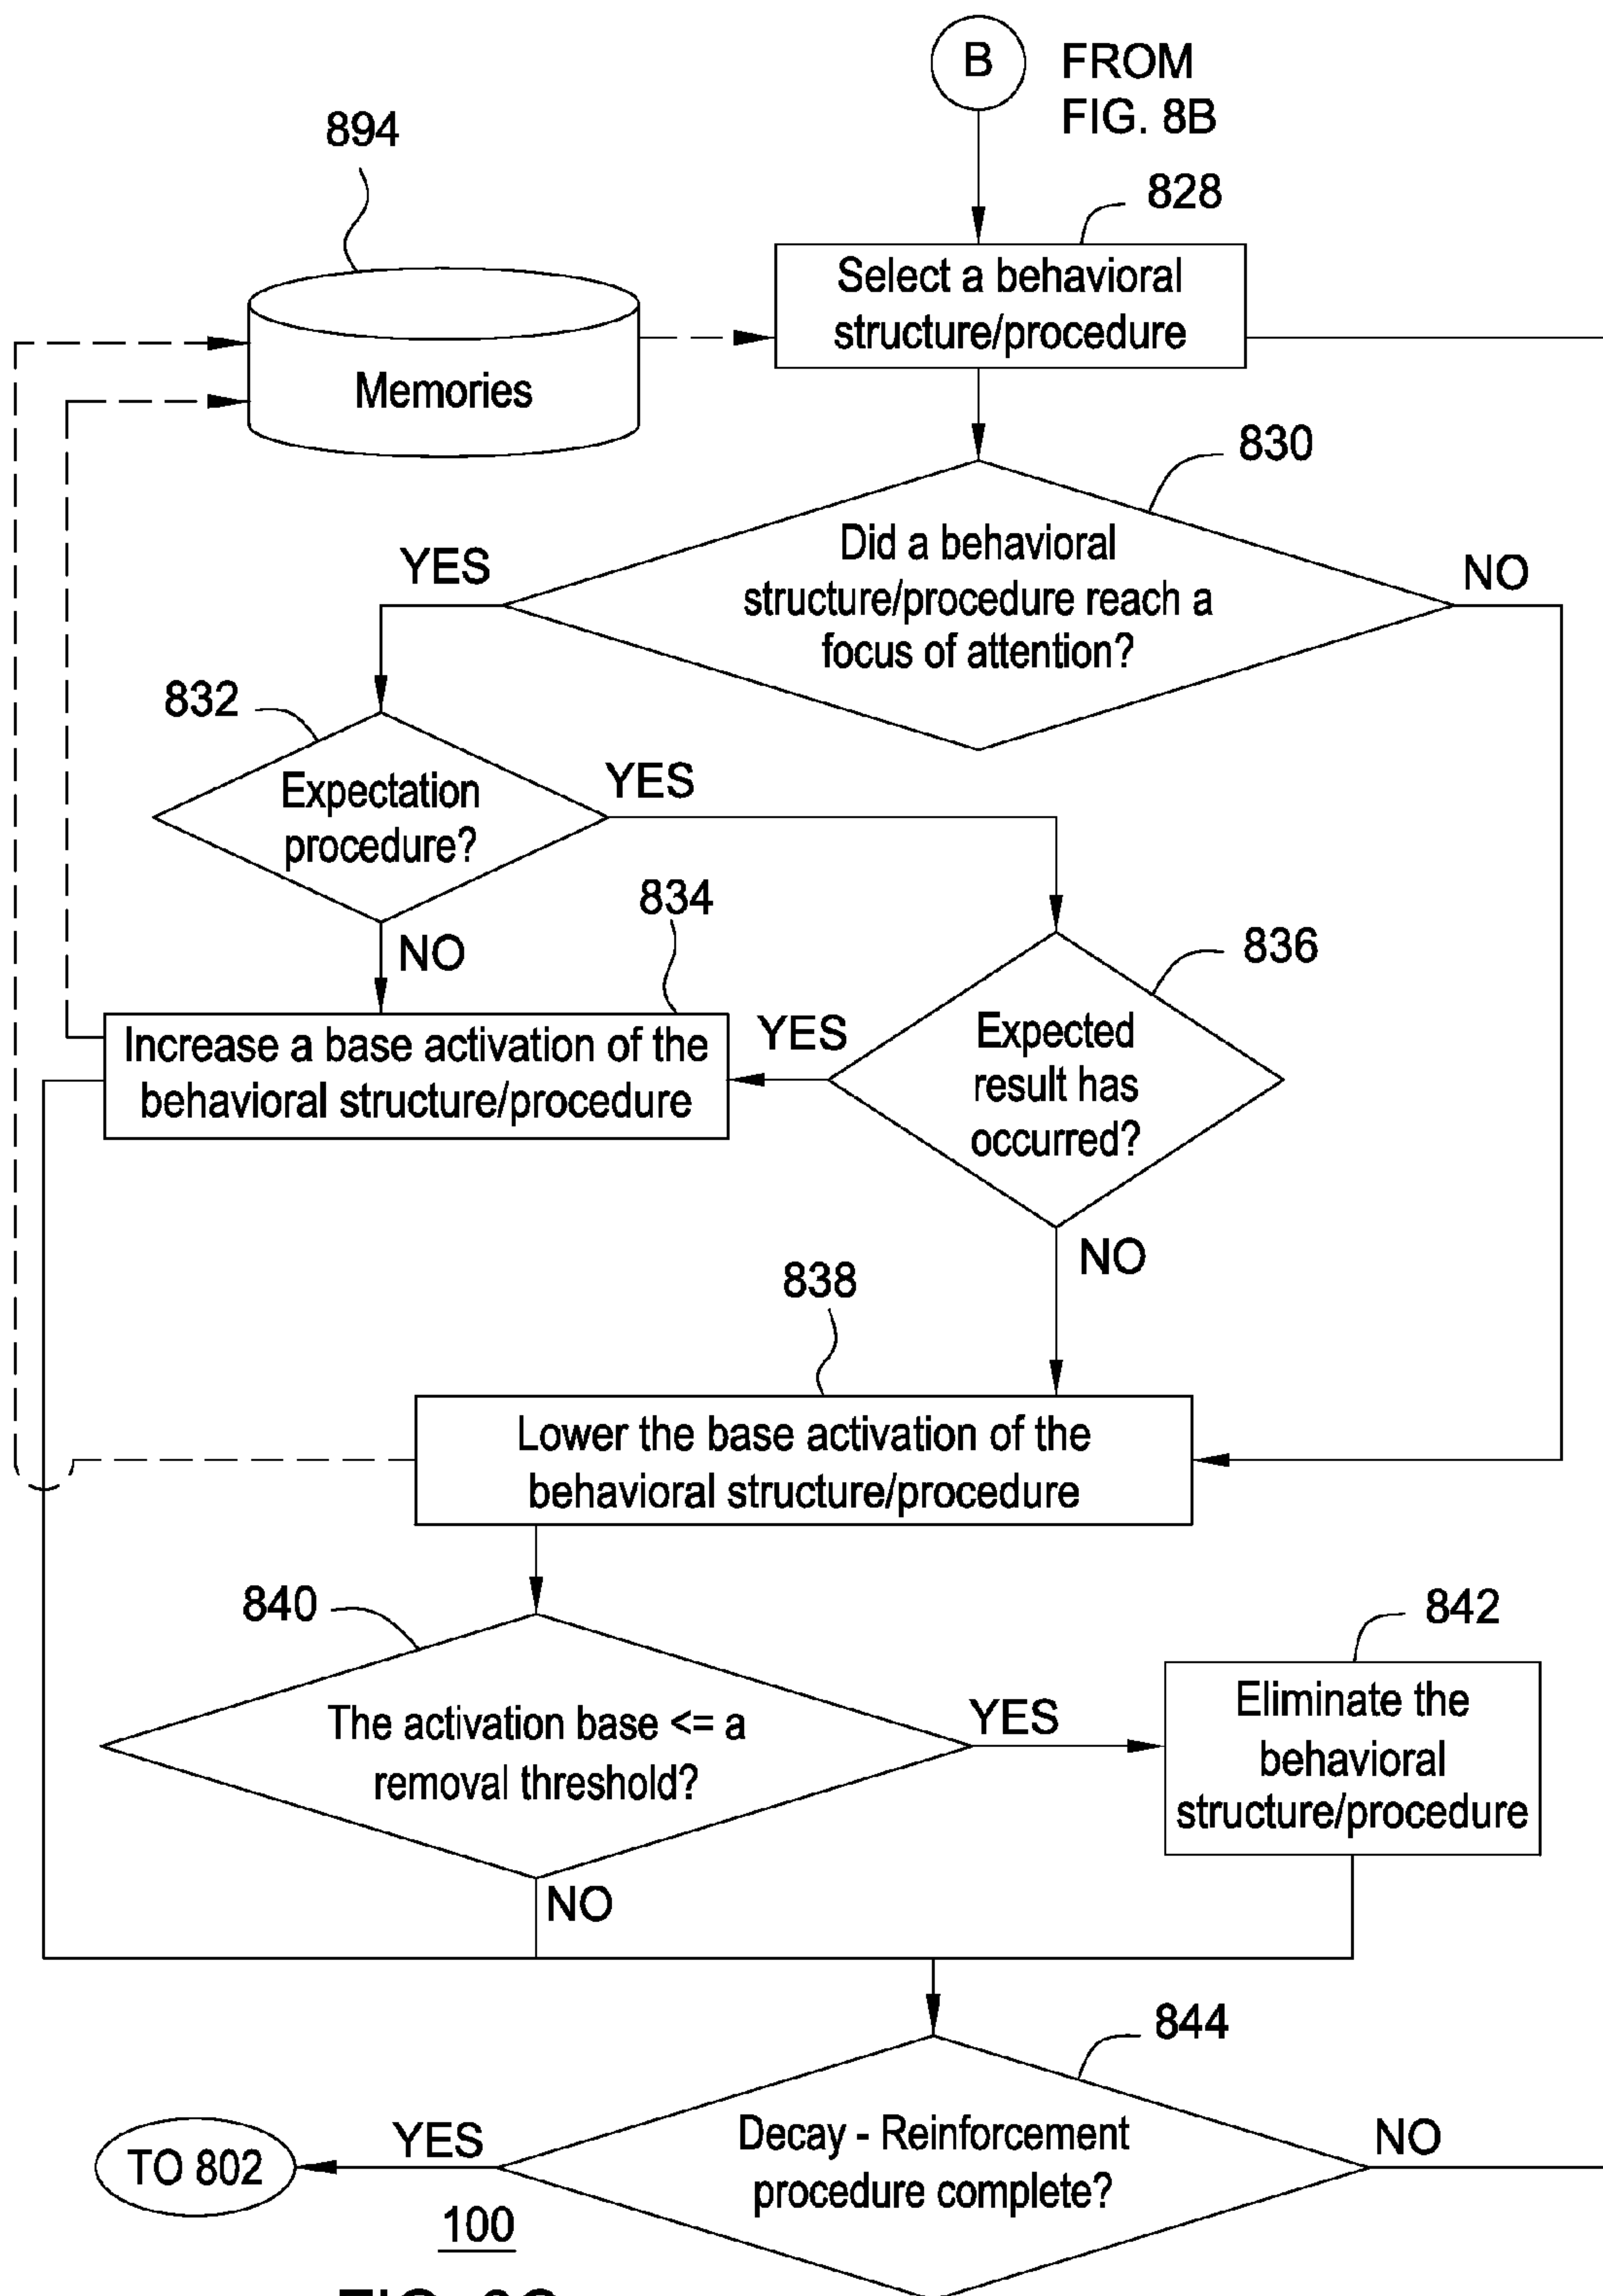 B
FROM
FIG. 8B
894
828
Select a behavioral
structure/procedure
Memories
830
Did a behavioral
structure/procedure reach a
focus of attention?
YES
NO
832
Expectation
procedure?
YES
NO
834
836
Increase a base activation of the
behavioral structure/procedure
YES
Expected
result has
occurred?
NO
838
Lower the base activation of the
behavioral structure/procedure
840
842
The activation base <= a
removal threshold?
YES
Eliminate the
behavioral
structure/procedure
NO
844
TO 802
YES
Decay - Reinforcement
procedure complete?
NO
100